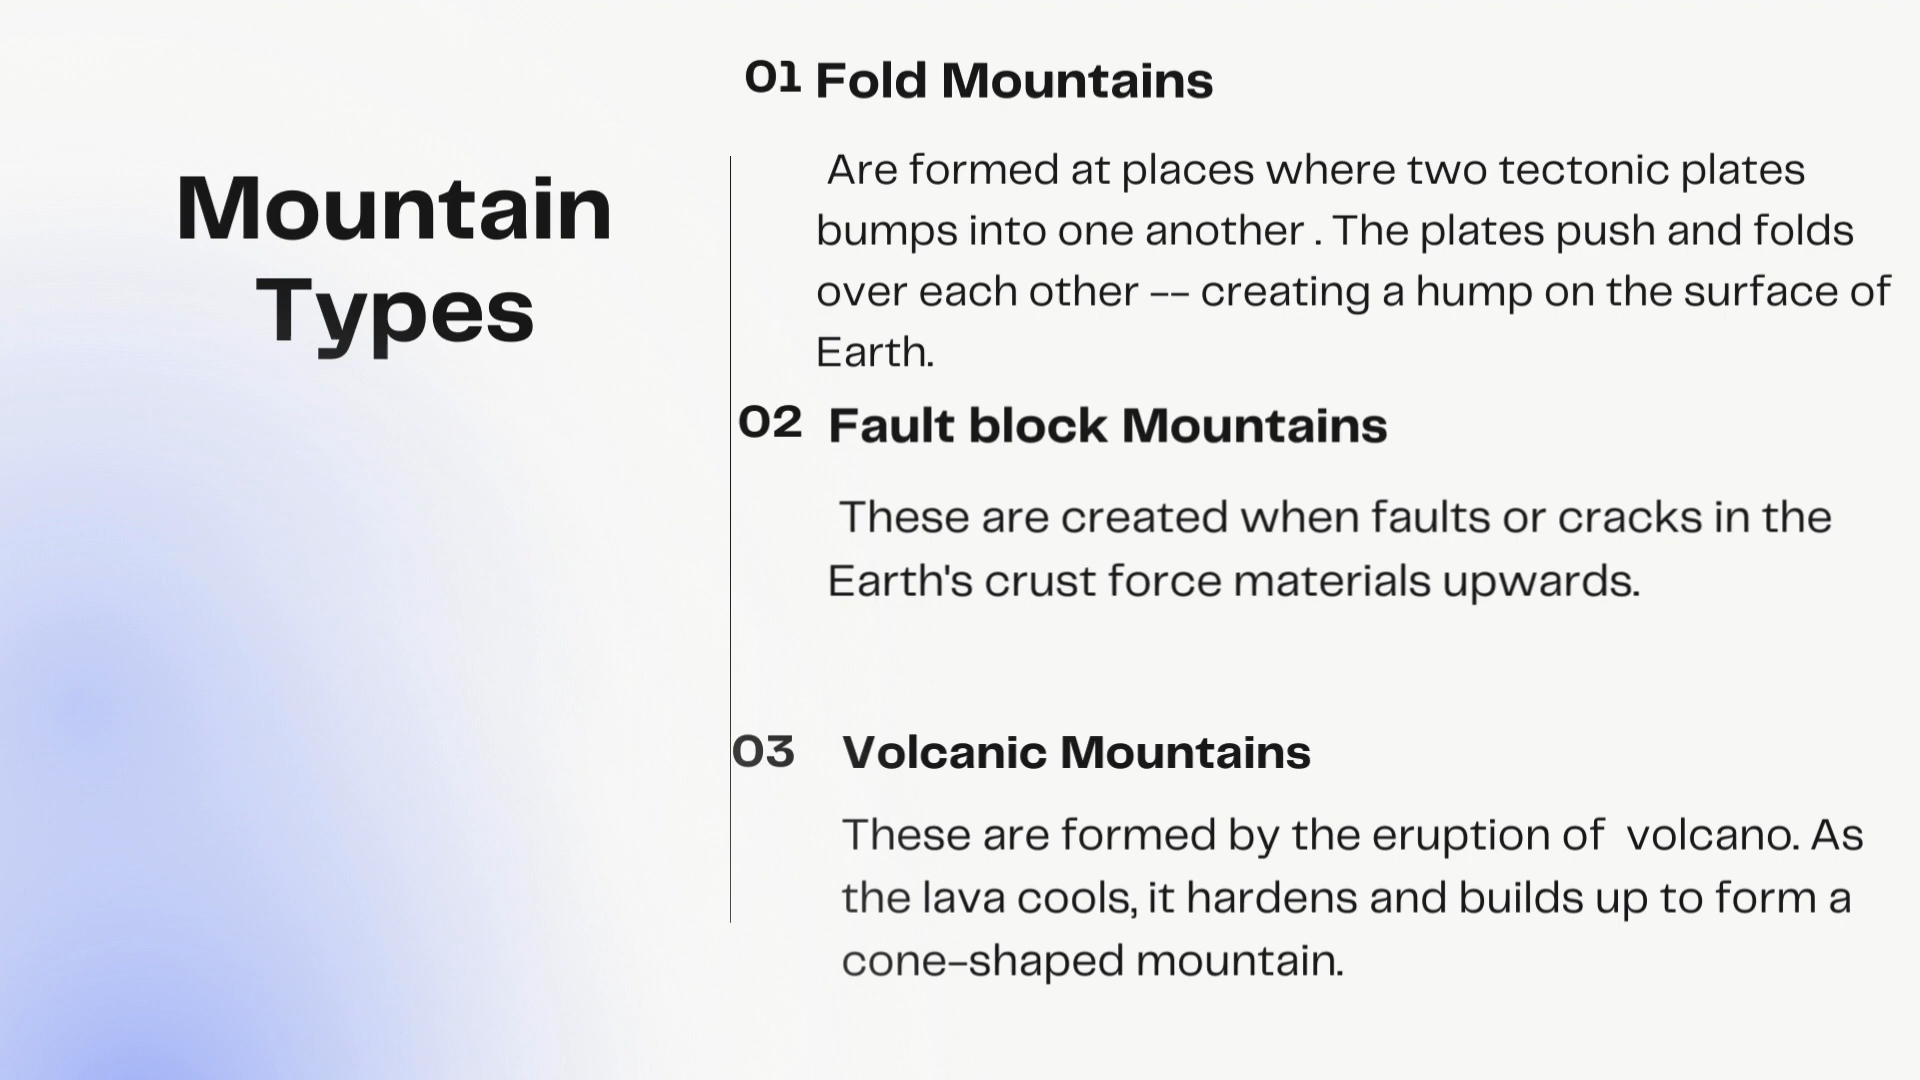 Mountain
Types
01 Fold Mountains
Are formed at places where two tectonic plates
bumps into one another . The plates push and folds
over each other -- creating a hump on the surface of
Earth.
02 Fault block Mountains
These are created when faults or cracks in the
Earth's crust force materials upwards.
03 Volcanic Mountains
These are formed by the eruption of  volcano. As
the lava cools, it hardens and builds up to form a
cone-shaped mountain.